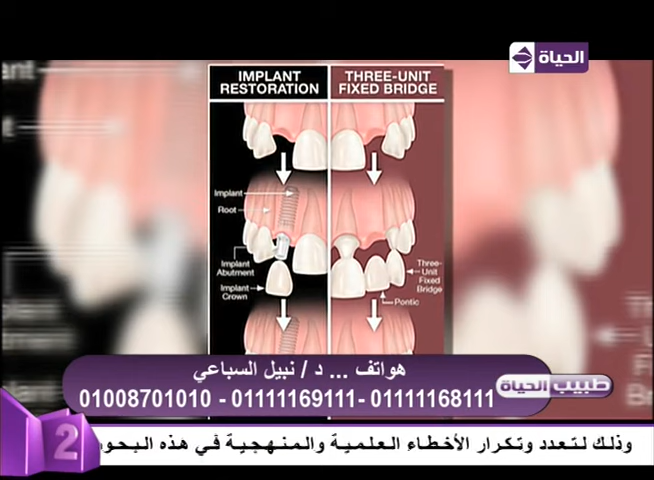 الحياة
IMPLANT RESTORATION
THREE-UNIT FIXED BRIDGE
Implant
Root
Implant Abutment
Implant Crown
Three-Unit Fixed Bridge
Pontic
هواتف ... د / نبيل السباعي
01008701010 - 01111169111 - 01111168111
طبيب الحياة
2
وذلك لتعدد وتكرار الأخطاء العلمية والمنهجية في هذه البحو